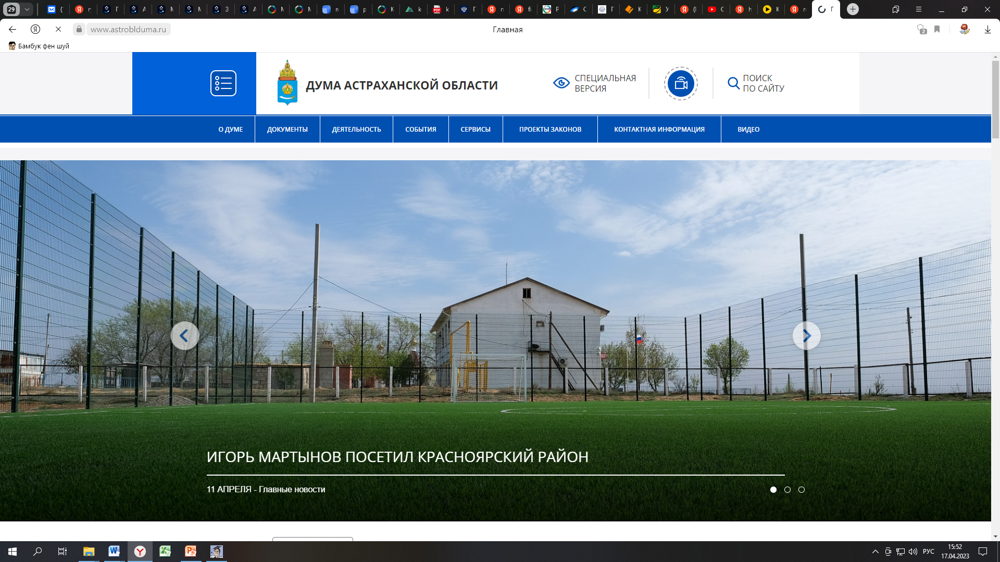 29
www.astroblduma.ru
Главная
2
Бамбук фен шуй
ДУМА АСТРАХАНСКОЙ ОБЛАСТИ
СПЕЦИАЛЬНАЯ
ВЕРСИЯ
ПОИСК
ПО САЙТУ
О ДУМЕ
ДОКУМЕНТЫ
ДЕЯТЕЛЬНОСТЬ
СОБЫТИЯ
СЕРВИСЫ
ПРОЕКТЫ ЗАКОНОВ
КОНТАКТНАЯ ИНФОРМАЦИЯ
ВИДЕО
ИГОРЬ МАРТЫНОВ ПОСЕТИЛ КРАСНОЯРСКИЙ РАЙОН
11 АПРЕЛЯ - Главные новости
РУС
15:52
17.04.2023